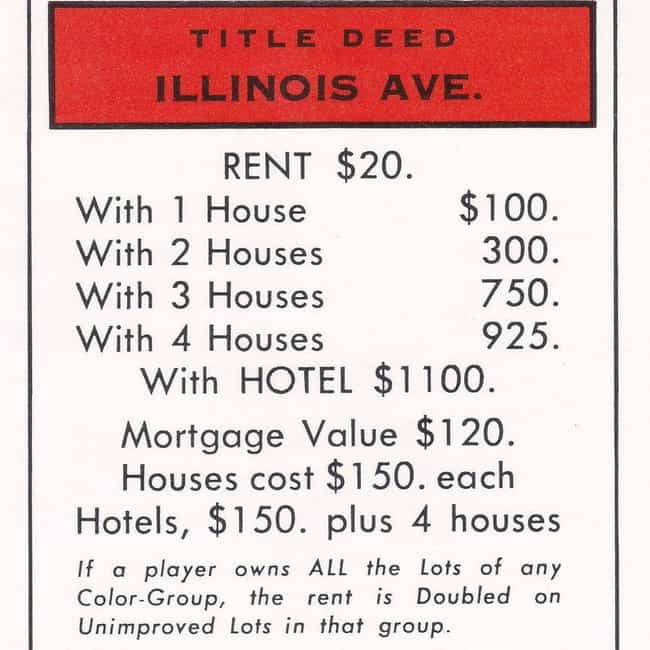 TITLE DEED
ILLINOIS AVE.
RENT $20.
With 1 House $100.
With 2 Houses 300.
With 3 Houses 750.
With 4 Houses 925.
With HOTEL $1100.
Mortgage Value $120.
Houses cost $150. each
Hotels, $150. plus 4 houses
If a player owns ALL the Lots of any
Color-Group, the rent is Doubled on
Unimproved Lots in that group.